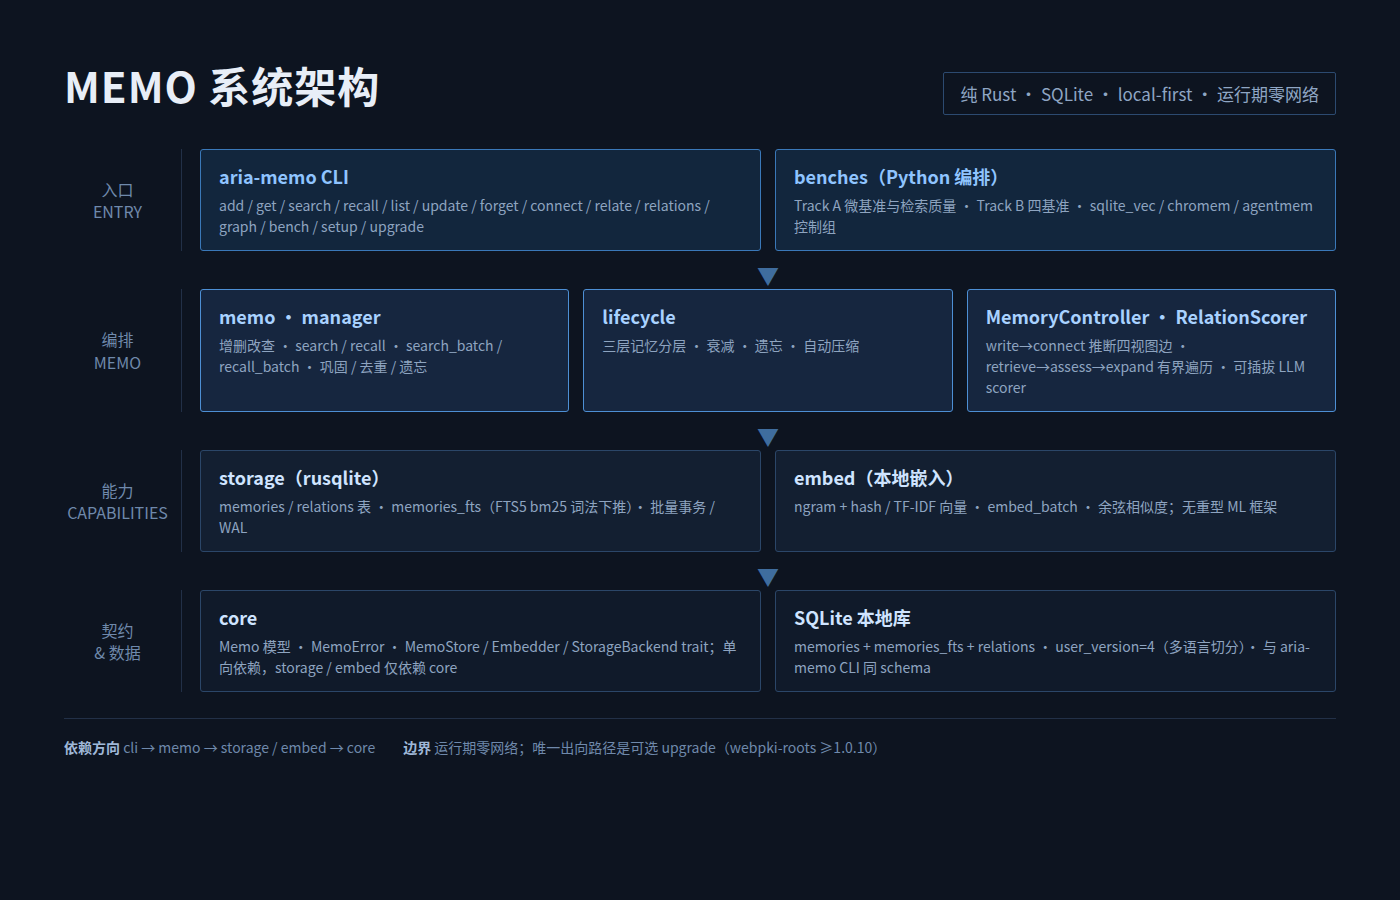 MEMO 系统架构
纯 Rust · SQLite · local-first · 运行期零网络
入口
ENTRY
aria-memo CLI
add / get / search / recall / list / update / forget / connect / relate / relations /
graph / bench / setup / upgrade
benches（Python 编排）
Track A 微基准与检索质量 · Track B 四基准 · sqlite_vec / chromem / agentmem
控制组
编排
MEMO
memo · manager
增删改查 · search / recall · search_batch /
recall_batch · 巩固 / 去重 / 遗忘
lifecycle
三层记忆分层 · 衰减 · 遗忘 · 自动压缩
MemoryController · RelationScorer
write→connect 推断四视图边 ·
retrieve→assess→expand 有界遍历 · 可插拔 LLM
scorer
能力
CAPABILITIES
storage（rusqlite）
memories / relations 表 · memories_fts（FTS5 bm25 词法下推）· 批量事务 /
WAL
embed（本地嵌入）
ngram + hash / TF-IDF 向量 · embed_batch · 余弦相似度；无重型 ML 框架
契约
& 数据
core
Memo 模型 · MemoError · MemoStore / Embedder / StorageBackend trait；单
向依赖，storage / embed 仅依赖 core
SQLite 本地库
memories + memories_fts + relations · user_version=4（多语言切分）· 与 aria-
memo CLI 同 schema
依赖方向 cli → memo → storage / embed → core
边界 运行期零网络；唯一出向路径是可选 upgrade（webpki-roots ≥1.0.10）